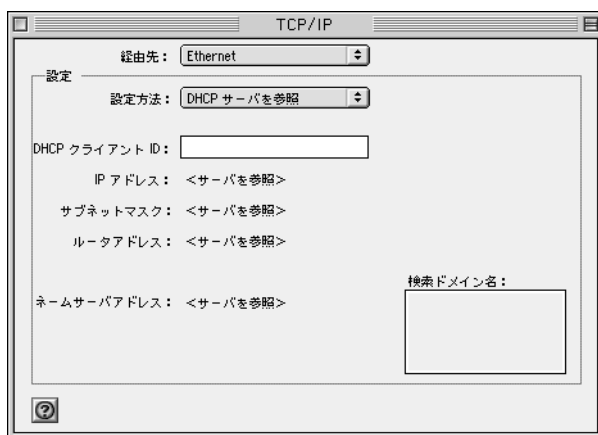 TCP/IP
経由先： Ethernet
設定
設定方法： DHCP サーバを参照
DHCP クライアント ID：
IP アドレス： <サーバを参照>
サブネットマスク： <サーバを参照>
ルータアドレス： <サーバを参照>
検索ドメイン名：
ネームサーバアドレス： <サーバを参照>
?